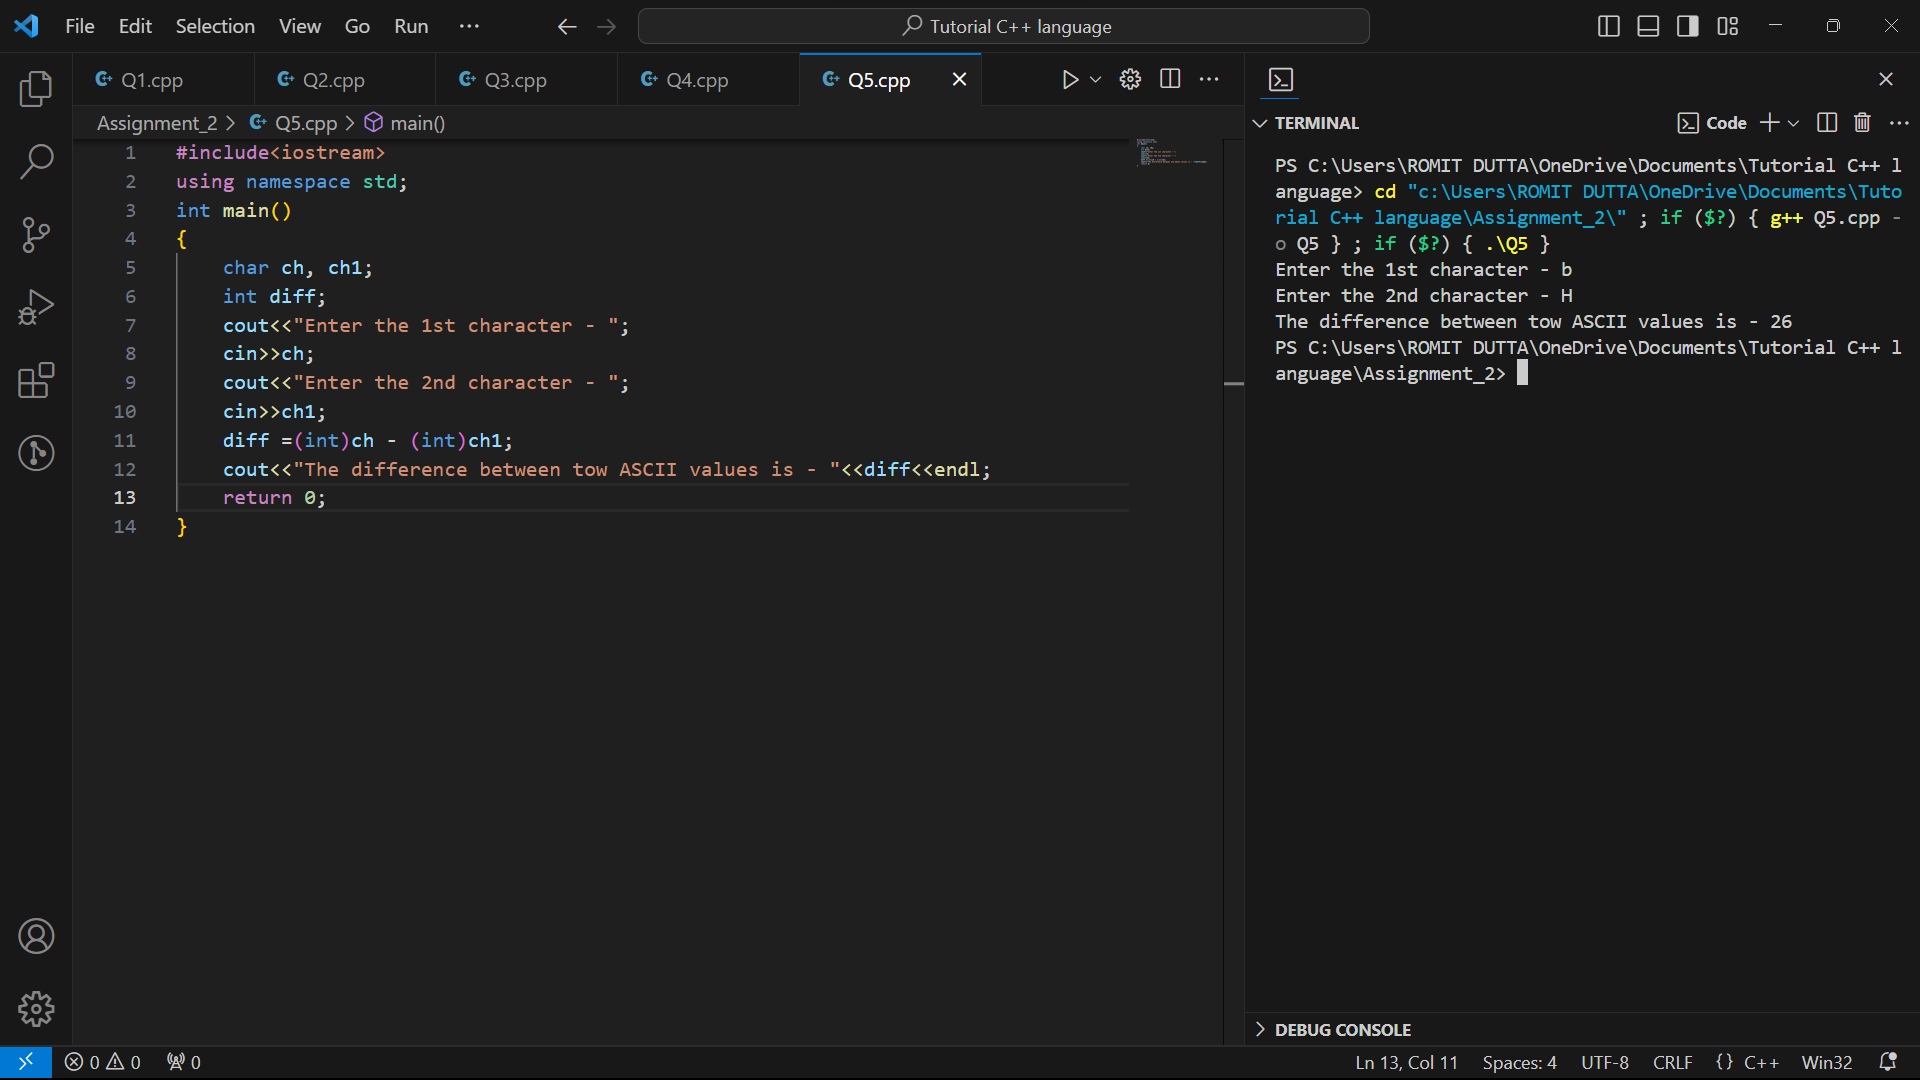 File Edit Selection View Go Run ··· Tutorial C++ language
Q1.cpp Q2.cpp Q3.cpp Q4.cpp Q5.cpp
Assignment_2 > Q5.cpp > main()
1 #include<iostream>
2 using namespace std;
3 int main()
4 {
5 char ch, ch1;
6 int diff;
7 cout<<"Enter the 1st character - ";
8 cin>>ch;
9 cout<<"Enter the 2nd character - ";
10 cin>>ch1;
11 diff =(int)ch - (int)ch1;
12 cout<<"The difference between tow ASCII values is - "<<diff<<endl;
13 return 0;
14 }
TERMINAL Code
PS C:\Users\ROMIT DUTTA\OneDrive\Documents\Tutorial C++ l
anguage> cd "c:\Users\ROMIT DUTTA\OneDrive\Documents\Tuto
rial C++ language\Assignment_2\" ; if ($?) { g++ Q5.cpp -
o Q5 } ; if ($?) { .\Q5 }
Enter the 1st character - b
Enter the 2nd character - H
The difference between tow ASCII values is - 26
PS C:\Users\ROMIT DUTTA\OneDrive\Documents\Tutorial C++ l
anguage\Assignment_2>
DEBUG CONSOLE
0 0 0 Ln 13, Col 11 Spaces: 4 UTF-8 CRLF {} C++ Win32